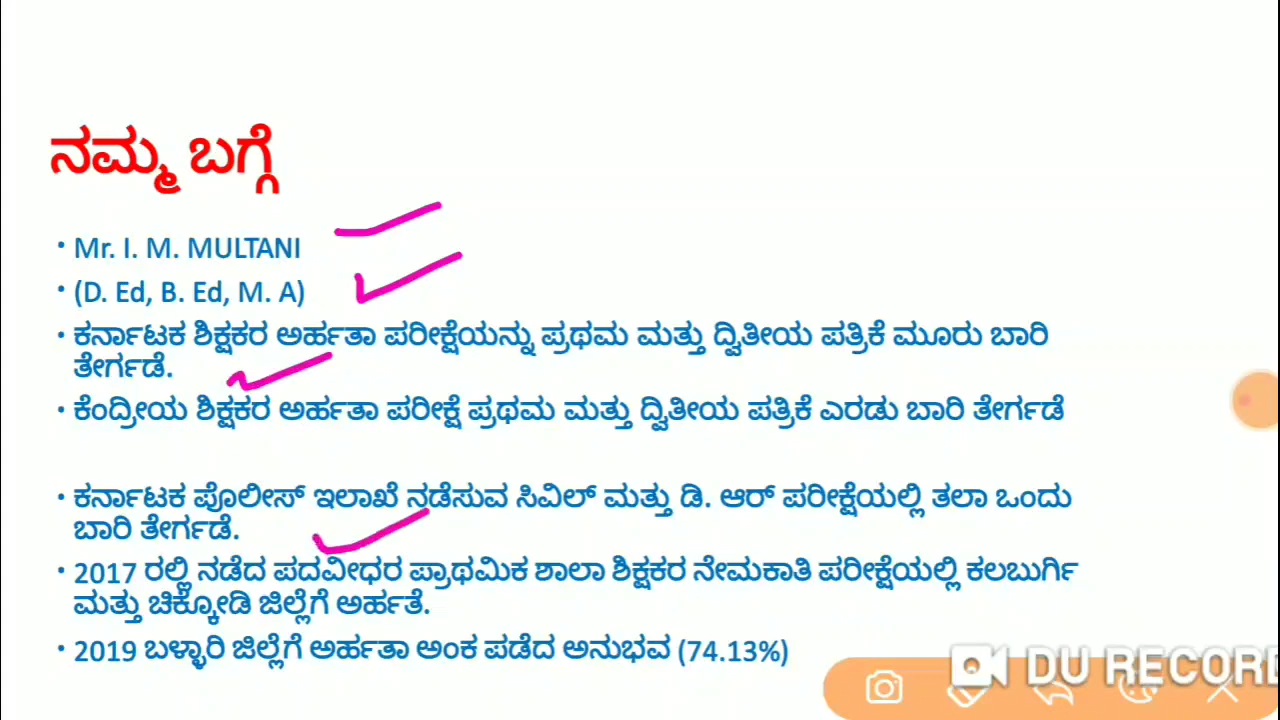 ನಮ್ಮ ಬಗ್ಗೆ
• Mr. I. M. MULTANI
• (D. Ed, B. Ed, M. A)
• ಕರ್ನಾಟಕ ಶಿಕ್ಷಕರ ಅರ್ಹತಾ ಪರೀಕ್ಷೆಯನ್ನು ಪ್ರಥಮ ಮತ್ತು ದ್ವಿತೀಯ ಪತ್ರಿಕೆ ಮೂರು ಬಾರಿ
ತೇರ್ಗಡೆ.
• ಕೆಂದ್ರೀಯ ಶಿಕ್ಷಕರ ಅರ್ಹತಾ ಪರೀಕ್ಷೆ ಪ್ರಥಮ ಮತ್ತು ದ್ವಿತೀಯ ಪತ್ರಿಕೆ ಎರಡು ಬಾರಿ ತೇರ್ಗಡೆ
• ಕರ್ನಾಟಕ ಪೊಲೀಸ್ ಇಲಾಖೆ ನಡೆಸುವ ಸಿವಿಲ್ ಮತ್ತು ಡಿ. ಆರ್ ಪರೀಕ್ಷೆಯಲ್ಲಿ ತಲಾ ಒಂದು
ಬಾರಿ ತೇರ್ಗಡೆ.
• 2017 ರಲ್ಲಿ ನಡೆದ ಪದವೀಧರ ಪ್ರಾಥಮಿಕ ಶಾಲಾ ಶಿಕ್ಷಕರ ನೇಮಕಾತಿ ಪರೀಕ್ಷೆಯಲ್ಲಿ ಕಲಬುರ್ಗಿ
ಮತ್ತು ಚಿಕ್ಕೋಡಿ ಜಿಲ್ಲೆಗೆ ಅರ್ಹತೆ.
• 2019 ಬಳ್ಳಾರಿ ಜಿಲ್ಲೆಗೆ ಅರ್ಹತಾ ಅಂಕ ಪಡೆದ ಅನುಭವ (74.13%)
DU RECORD